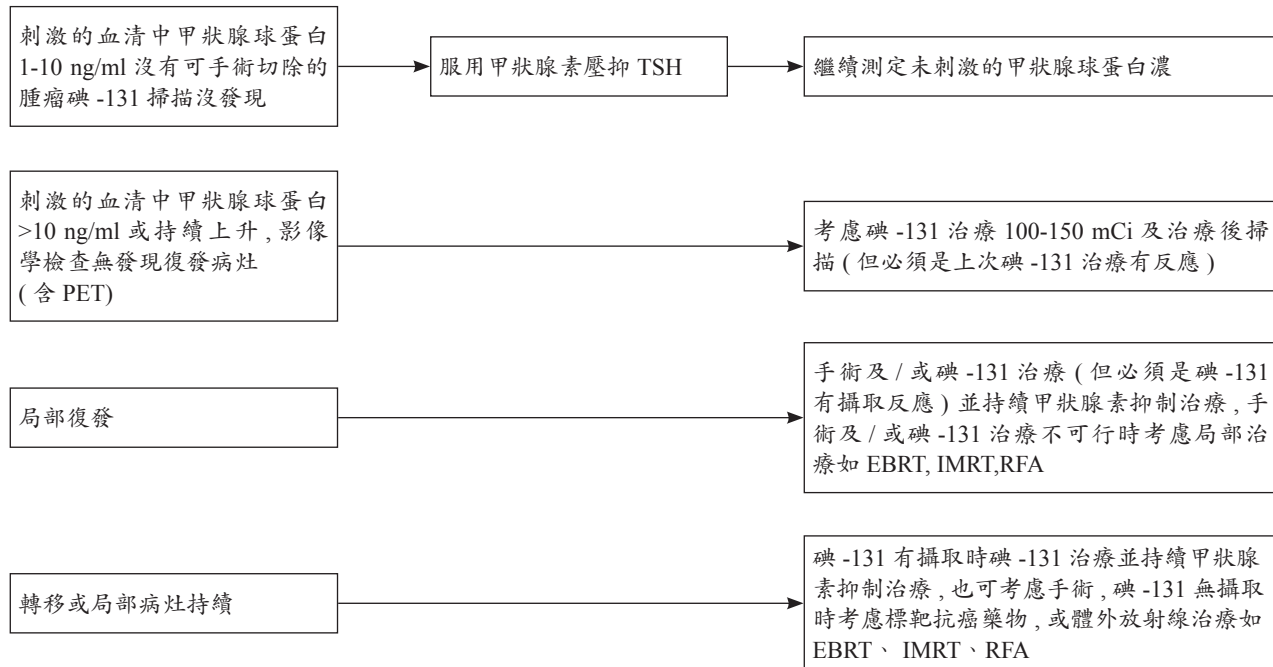 刺激的血清中甲狀腺球蛋白
1-10 ng/ml 沒有可手術切除的
腫瘤碘 -131 掃描沒發現
服用甲狀腺素壓抑 TSH
繼續測定未刺激的甲狀腺球蛋白濃
刺激的血清中甲狀腺球蛋白
>10 ng/ml 或持續上升 , 影像
學檢查無發現復發病灶
( 含 PET)
考慮碘 -131 治療 100-150 mCi 及治療後掃
描 ( 但必須是上次碘 -131 治療有反應 )
局部復發
手術及 / 或碘 -131 治療 ( 但必須是碘 -131
有攝取反應 ) 並持續甲狀腺素抑制治療 , 手
術及 / 或碘 -131 治療不可行時考慮局部治
療如 EBRT, IMRT,RFA
轉移或局部病灶持續
碘 -131 有攝取時碘 -131 治療並持續甲狀腺
素抑制治療 , 也可考慮手術 , 碘 -131 無攝取
時考慮標靶抗癌藥物 , 或體外放射線治療如
EBRT、 IMRT、RFA